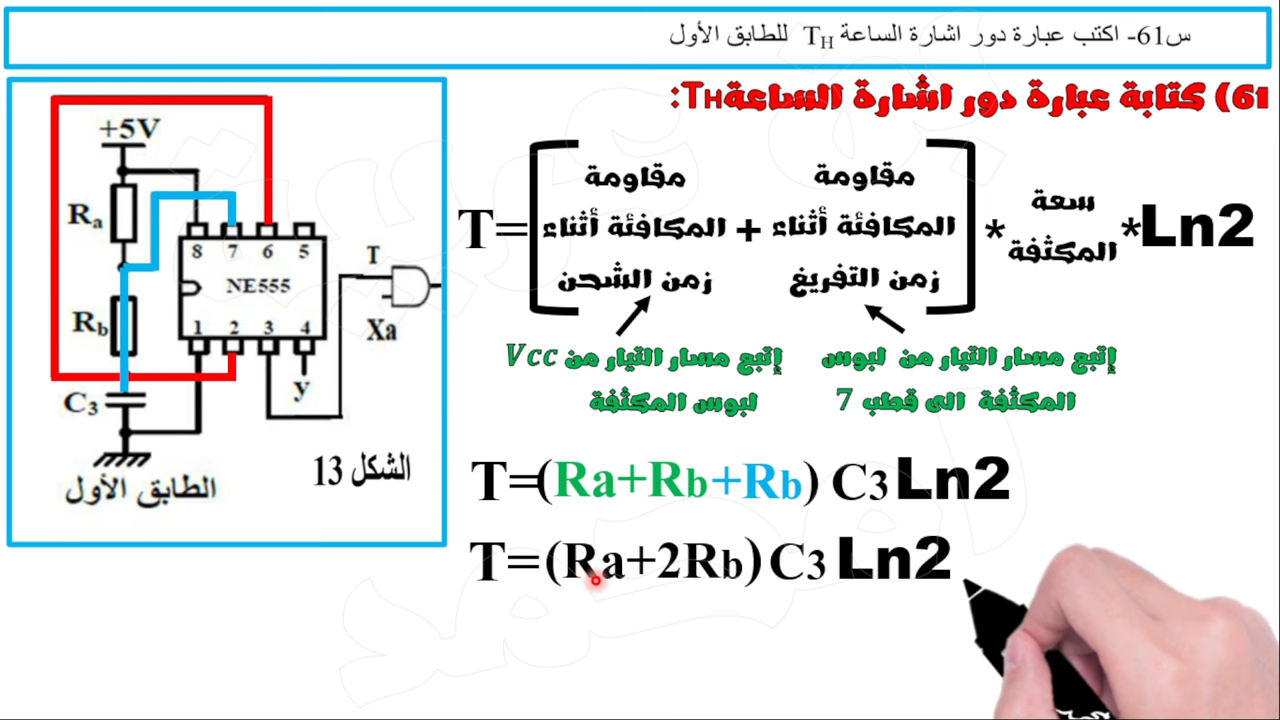 س61- اكتب عبارة دور اشارة الساعة TH للطابق الأول
61) كتابة عبارة دور اشارة الساعةTH:
+5V
Ra
Rb
C3
8 7 6 5
NE555
1 2 3 4
y
T
Xa
الطابق الأول
الشكل 13
T= [مقاومة المكافئة أثناء زمن الشحن + مقاومة المكافئة أثناء زمن التفريغ] * سعة المكثفة *Ln2
إتبع مسار التيار من Vcc
لبوس المكثفة
إتبع مسار التيار من لبوس
المكثفة الى قطب 7
T=(Ra+Rb+Rb) C3 Ln2
T=(Ra+2Rb) C3 Ln2